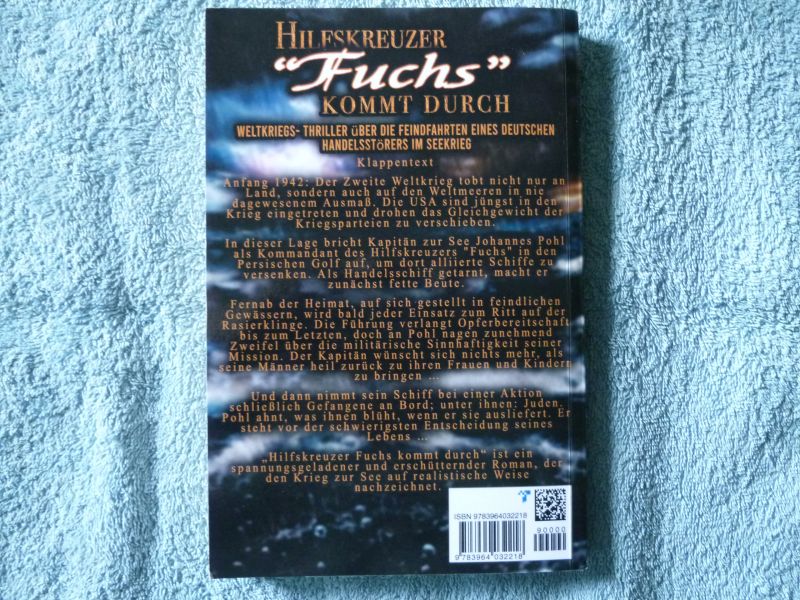 HILFSKREUZER
“Fuchs”
KOMMT DURCH
WELTKRIEGS- THRILLER ÜBER DIE FEINDFAHRTEN EINES DEUTSCHEN
HANDELSSTÖRERS IM SEEKRIEG
Klappentext
Anfang 1942: Der Zweite Weltkrieg tobt nicht nur an
Land, sondern auch auf den Weltmeeren in nie
dagewesenem Ausmaß. Die USA sind jüngst in den
Krieg eingetreten und drohen das Gleichgewicht der
Kriegsparteien zu verschieben.
In dieser Lage bricht Kapitän zur See Johannes Pohl
als Kommandant des Hilfskreuzers "Fuchs" in den
Persischen Golf auf, um dort alliierte Schiffe zu
versenken. Als Handelsschiff getarnt, macht er
zunächst fette Beute.
Fernab der Heimat, auf sich gestellt in feindlichen
Gewässern, wird bald jeder Einsatz zum Ritt auf der
Rasierklinge. Die Führung verlangt Opferbereitschaft
bis zum Letzten, doch an Pohl nagen zunehmend
Zweifel über die militärische Sinnhaftigkeit seiner
Mission. Der Kapitän wünscht sich nichts mehr, als
seine Männer heil zurück zu ihren Frauen und Kindern
zu bringen ...
Und dann nimmt sein Schiff bei einer Aktion
schließlich Gefangene an Bord; unter ihnen: Juden.
Pohl ahnt, was ihnen blüht, wenn er sie ausliefert. Er
steht vor der schwierigsten Entscheidung seines
Lebens ...
„Hilfskreuzer Fuchs kommt durch“ ist ein
spannungsgeladener und erschütternder Roman, der
den Krieg zur See auf realistische Weise
nachzeichnet.
ISBN 9783964032218
90000
9 783964 032218